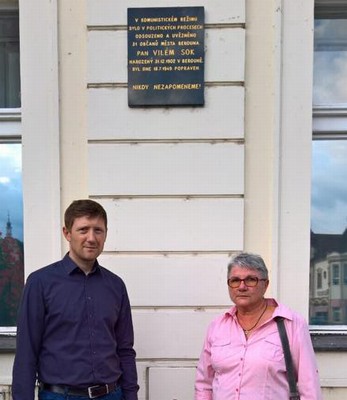 V KOMUNISTICKÉM REŽIMU
BYLO V POLITICKÝCH PROCESECH
ODSOUZENO A UVĚZNĚNO
31 OBČANŮ MĚSTA BEROUNA
PAN VILÉM SOK
NAROZENÝ 31.12.1902 V BEROUNĚ
BYL DNE 16.7.1949 POPRAVEN
NIKDY NEZAPOMENEME!